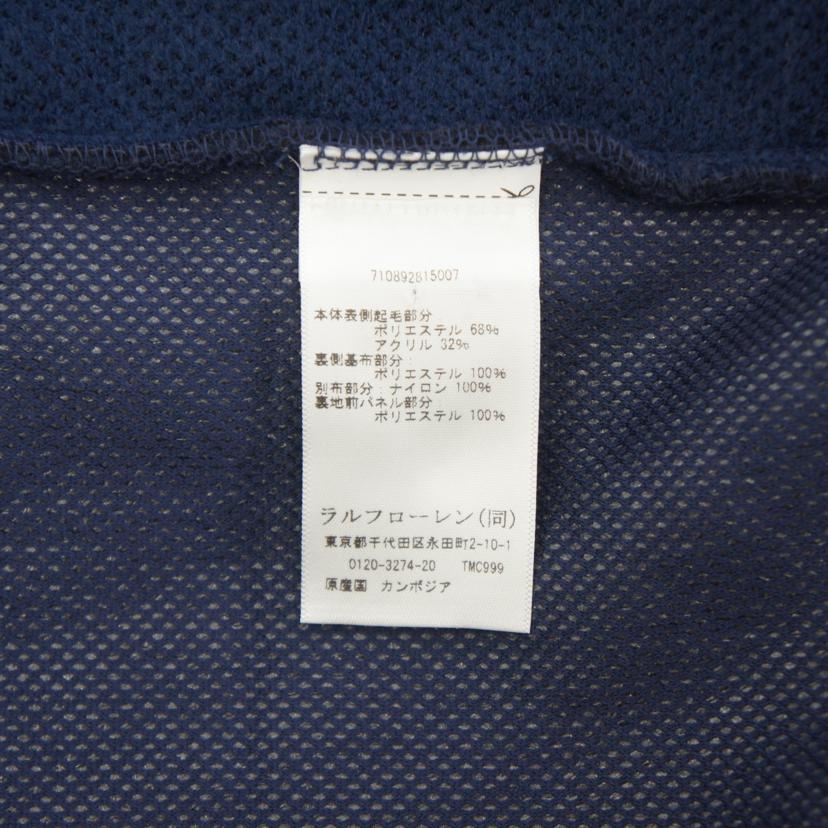 710892815007
本体表側起毛部分:
ポリエステル 68%
アクリル 32%
裏側基布部分:
ポリエステル 100%
別布部分:ナイロン 100%
裏地前パネル部分:
ポリエステル 100%
ラルフローレン(同)
東京都千代田区永田町2-10-1
0120-3274-20 TMC999
原産国 カンボジア